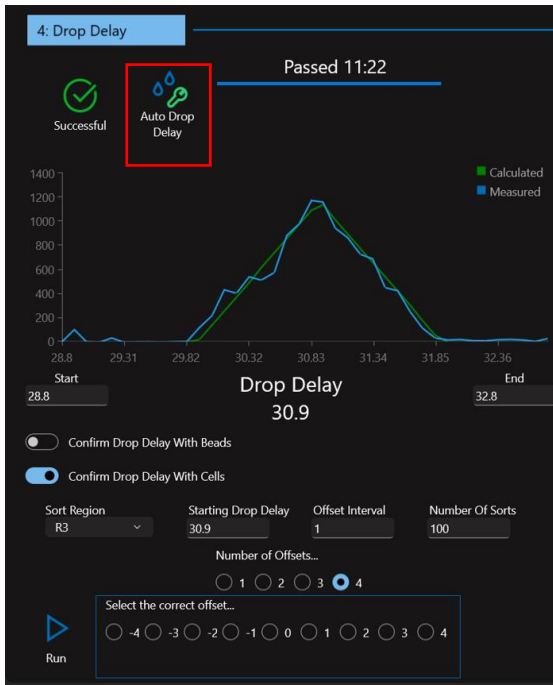 4: Drop Delay
Passed 11:22
Successful
Auto Drop
Delay
Calculated
Measured
1400
1200
1000
800
600
400
200
0
28.8 29.31 29.82 30.32 30.83 31.34 31.85 32.36
Start
28.8
Drop Delay
30.9
End
32.8
Confirm Drop Delay With Beads
Confirm Drop Delay With Cells
Sort Region Starting Drop Delay Offset Interval Number Of Sorts
R3 30.9 1 100
Number of Offsets...
1 2 3 4
Select the correct offset...
-4 -3 -2 -1 0 1 2 3 4
Run